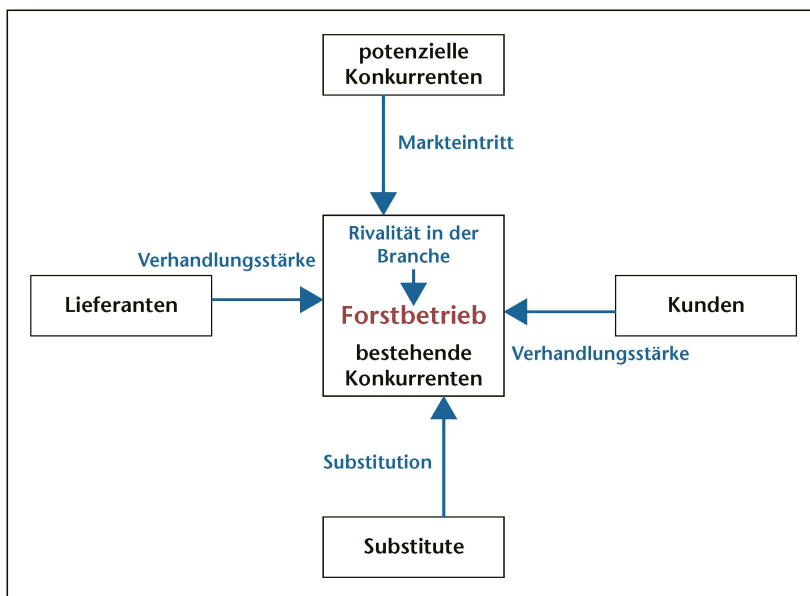 potenzielle
Konkurrenten
Markteintritt
Rivalität in der
Branche
Verhandlungsstärke
Lieferanten
Forstbetrieb
Kunden
bestehende
Konkurrenten
Verhandlungsstärke
Substitution
Substitute